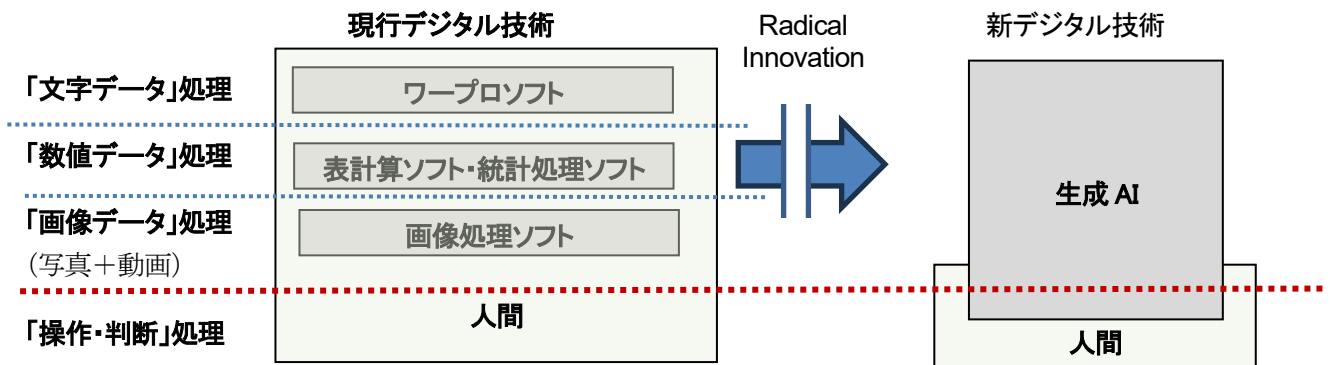 現行デジタル技術
Radical
Innovation
新デジタル技術
「文字データ」処理
ワープロソフト
「数値データ」処理
表計算ソフト・統計処理ソフト
生成 AI
「画像データ」処理
(写真+動画)
画像処理ソフト
「操作・判断」処理
人間
人間